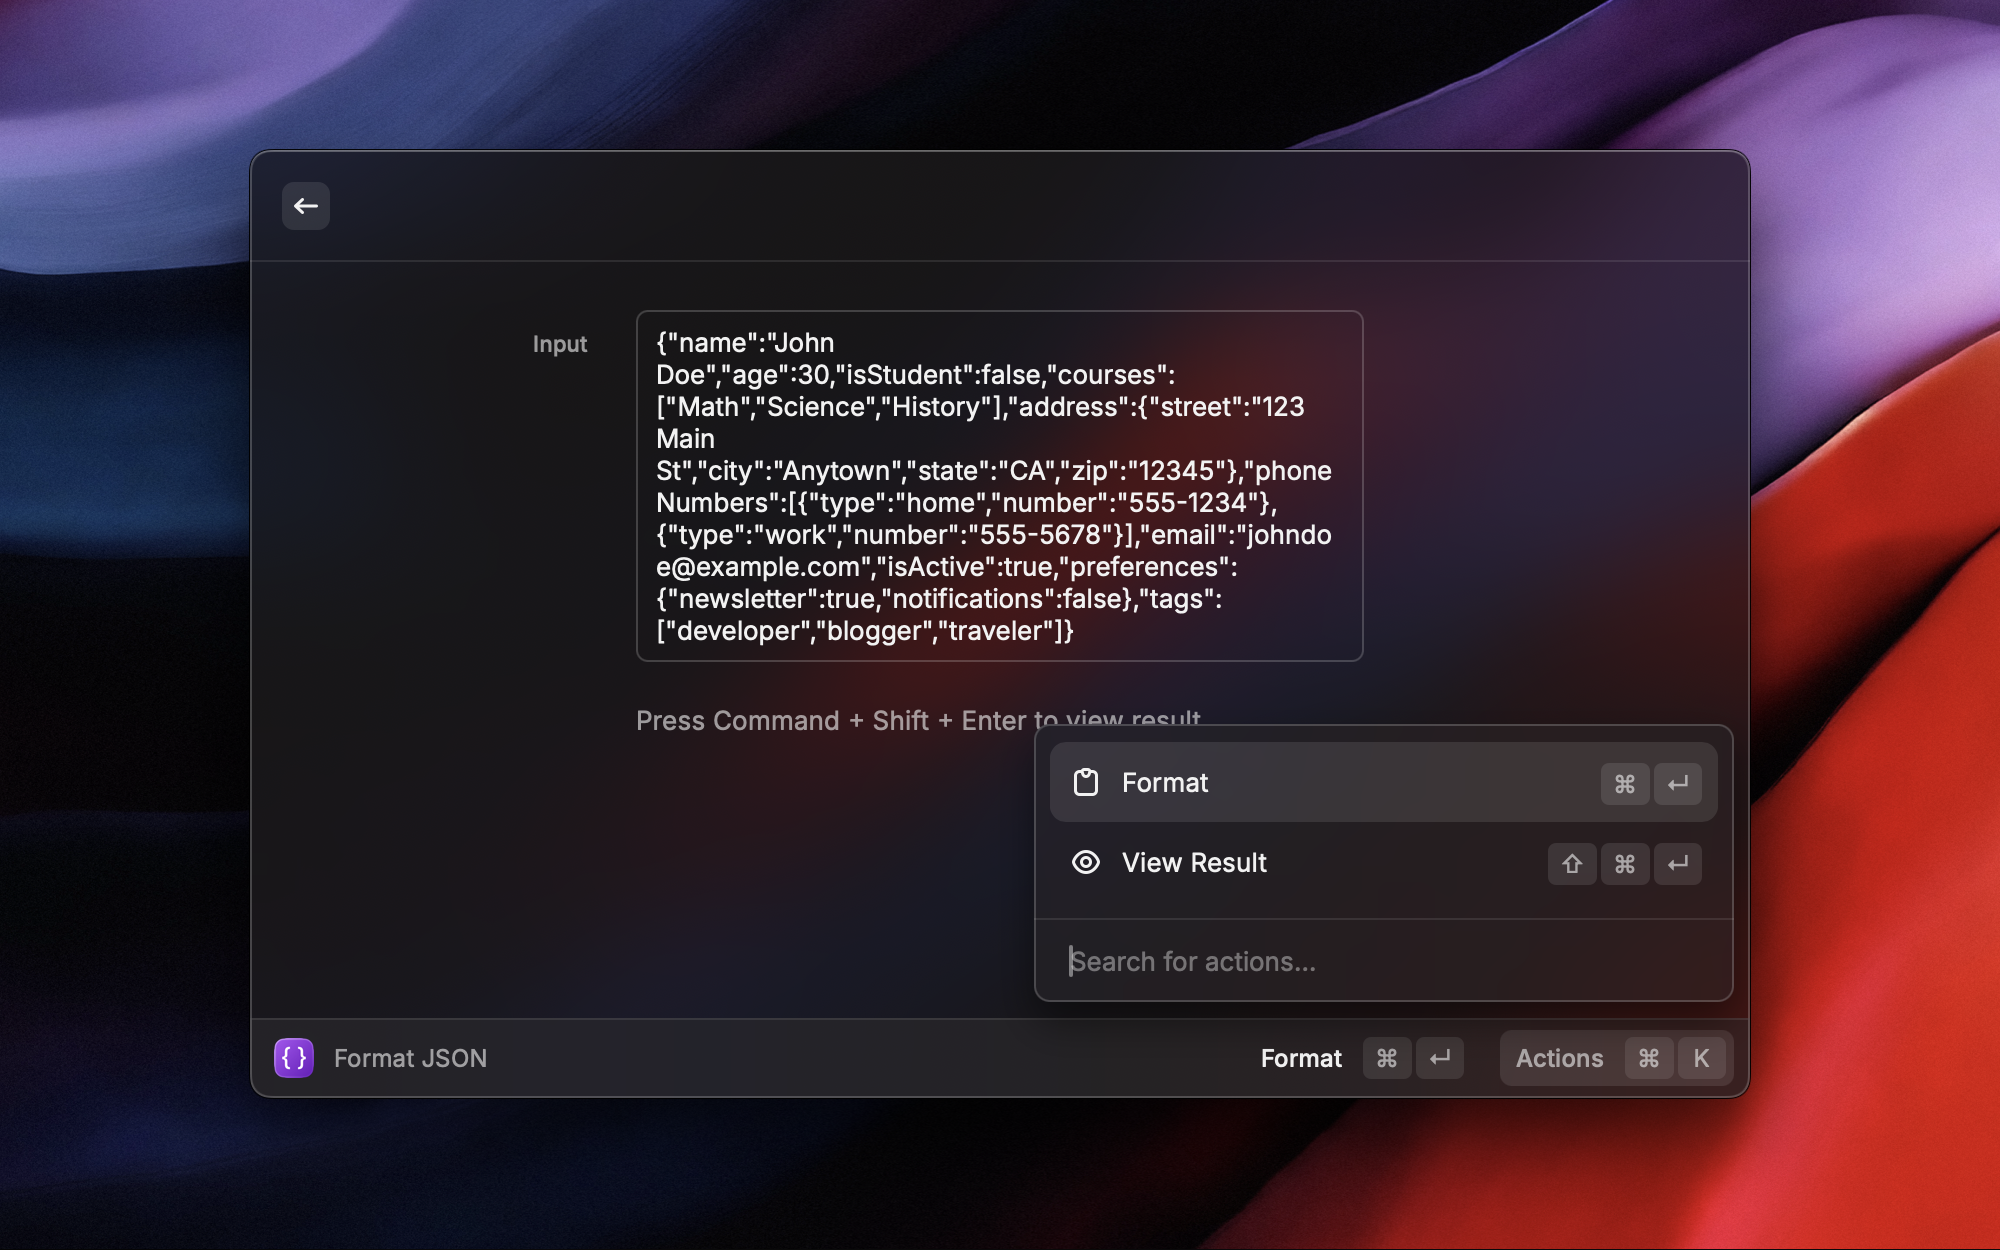 Input
{"name":"John
Doe","age":30,"isStudent":false,"courses":
["Math","Science","History"],"address":{"street":"123
Main
St","city":"Anytown","state":"CA","zip":"12345"},"phone
Numbers":[{"type":"home","number":"555-1234"},
{"type":"work","number":"555-5678"}],"email":"johndo
e@example.com","isActive":true,"preferences":
{"newsletter":true,"notifications":false},"tags":
["developer","blogger","traveler"]}
Press Command + Shift + Enter to view result
Format ⌘ ↵
View Result ⇧ ⌘ ↵
Search for actions...
{ } Format JSON
Format ⌘ ↵
Actions ⌘ K